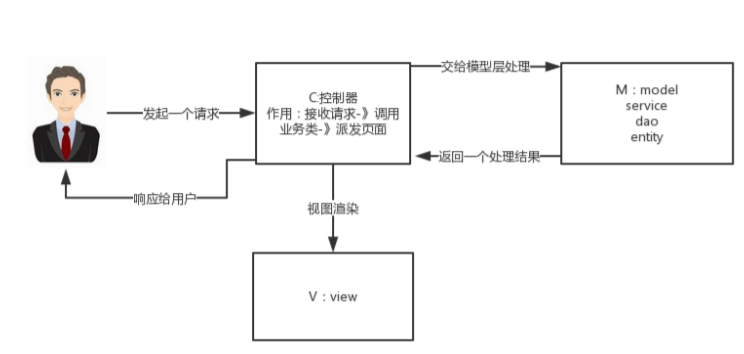 发起一个请求
C:控制器
作用：接收请求-》调用
业务类-》派发页面
交给模型层处理
M：model
service
dao
entity
返回一个处理结果
响应给用户
视图渲染
V：view